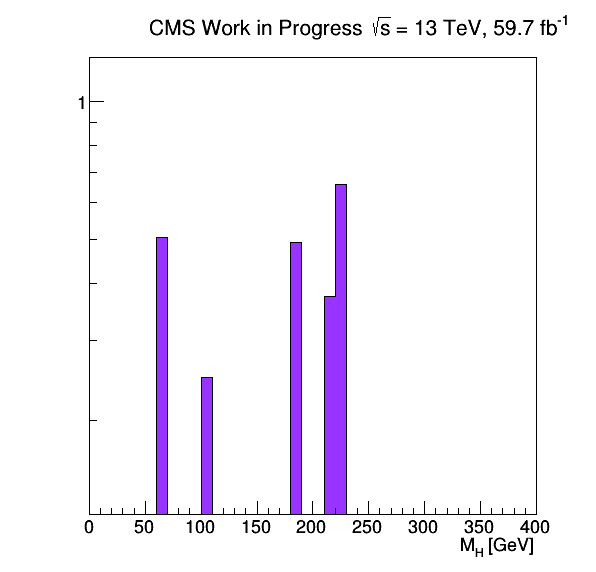 CMS Work in Progress √s = 13 TeV, 59.7 fb⁻¹
1
0 50 100 150 200 250 300 350 400
M_H [GeV]